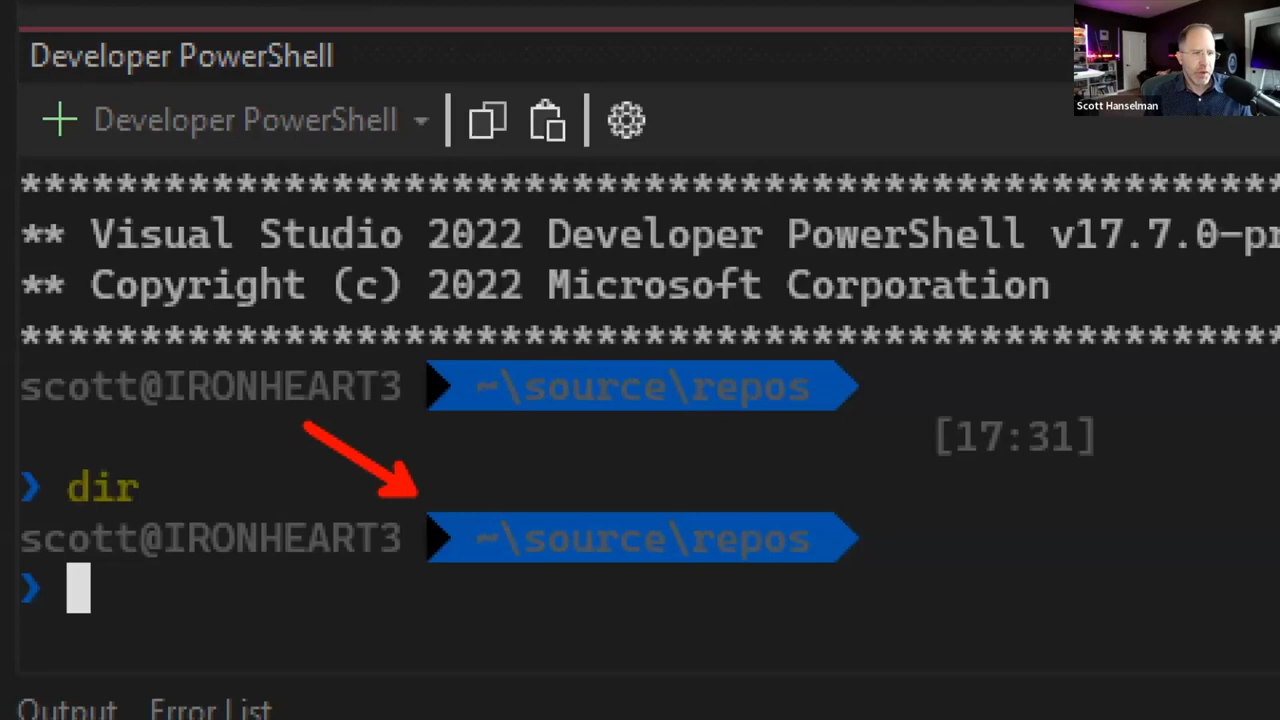 Developer PowerShell
Scott Hanselman
Developer PowerShell
************************************************************
** Visual Studio 2022 Developer PowerShell v17.7.0-pr
** Copyright (c) 2022 Microsoft Corporation
************************************************************
scott@IRONHEART3 ~\source\repos
[17:31]
❯ dir
scott@IRONHEART3 ~\source\repos
❯
Output Error List